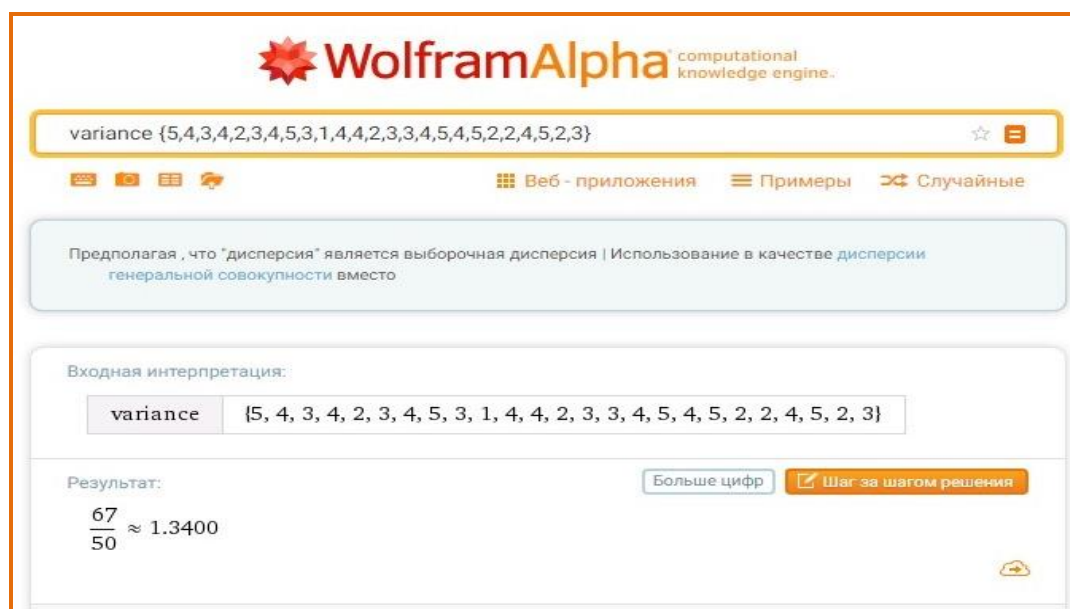 WolframAlpha computational
knowledge engine.
variance {5,4,3,4,2,3,4,5,3,1,4,4,2,3,3,4,5,4,5,2,2,4,5,2,3}
Веб - приложения Примеры Случайные
Предполагая , что "дисперсия" является выборочная дисперсия | Использование в качестве дисперсии
генеральной совокупности вместо
Входная интерпретация:
variance {5, 4, 3, 4, 2, 3, 4, 5, 3, 1, 4, 4, 2, 3, 3, 4, 5, 4, 5, 2, 2, 4, 5, 2, 3}
Результат: Больше цифр Шаг за шагом решения
67
50 ≈ 1.3400